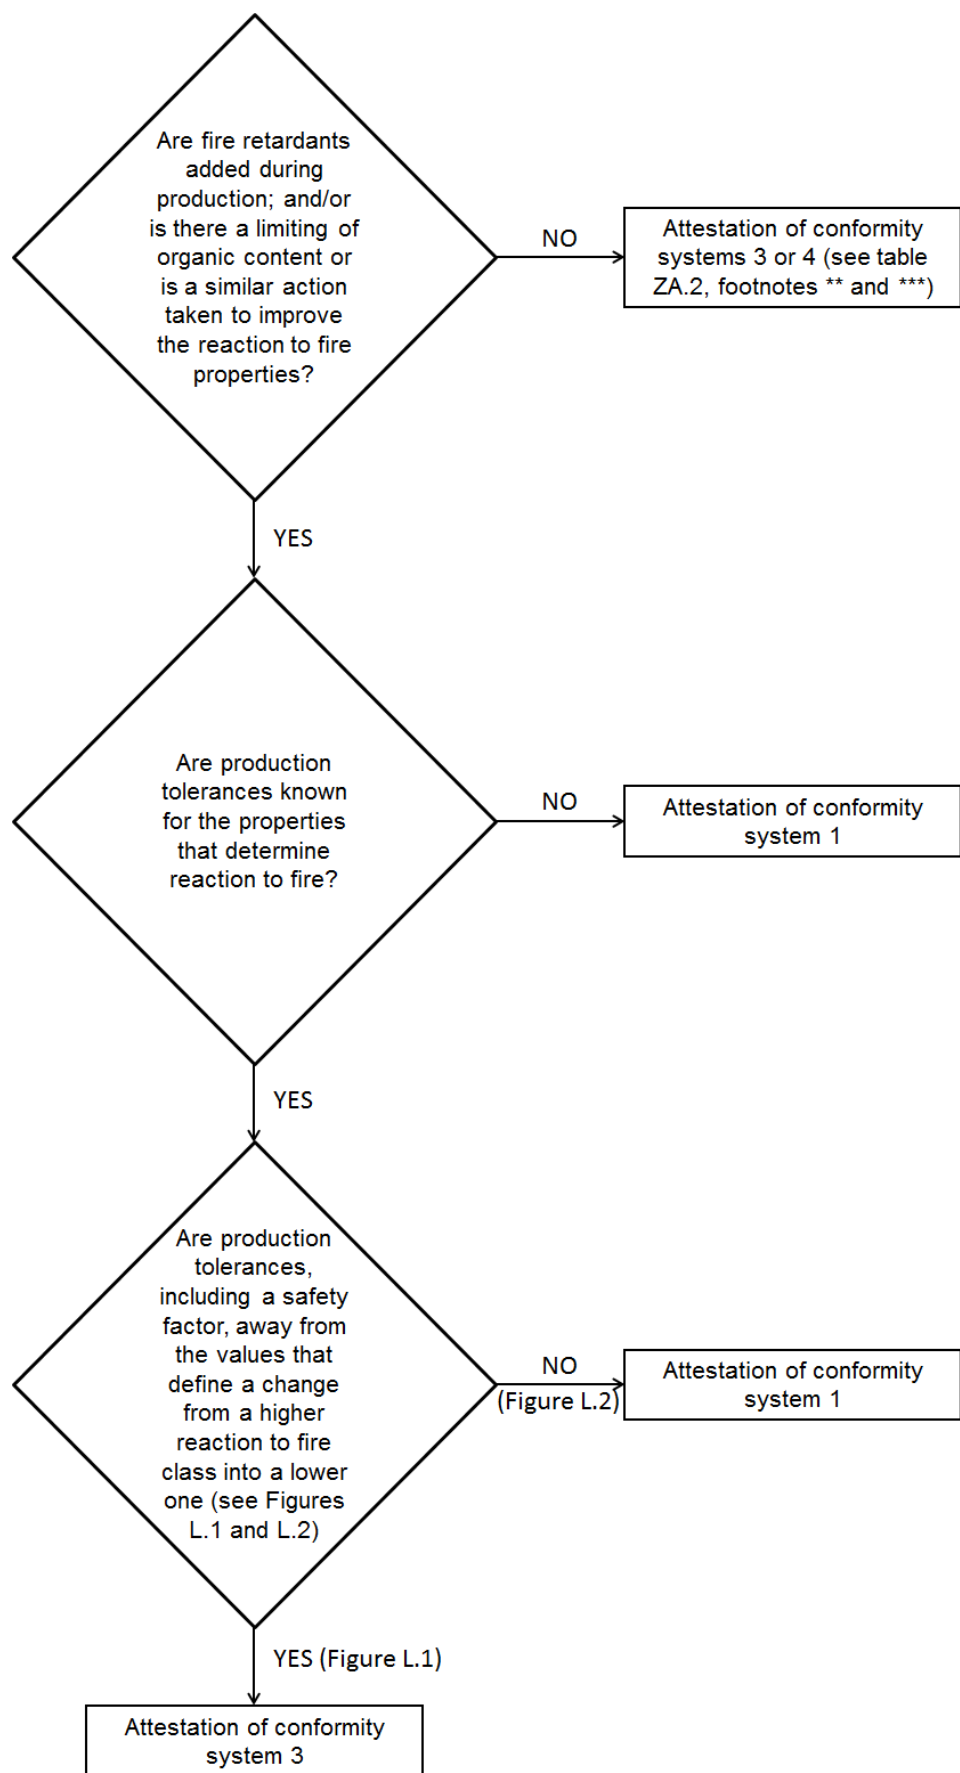 Are fire retardants
added during
production; and/or
is there a limiting of
organic content or
is a similar action
taken to improve
the reaction to fire
properties?
NO
Attestation of conformity
systems 3 or 4 (see table
ZA.2, footnotes ** and ***)
YES
Are production
tolerances known
for the properties
that determine
reaction to fire?
NO
Attestation of conformity
system 1
YES
Are production
tolerances,
including a safety
factor, away from
the values that
define a change
from a higher
reaction to fire
class into a lower
one (see Figures
L.1 and L.2)
NO
(Figure L.2)
Attestation of conformity
system 1
YES (Figure L.1)
Attestation of conformity
system 3